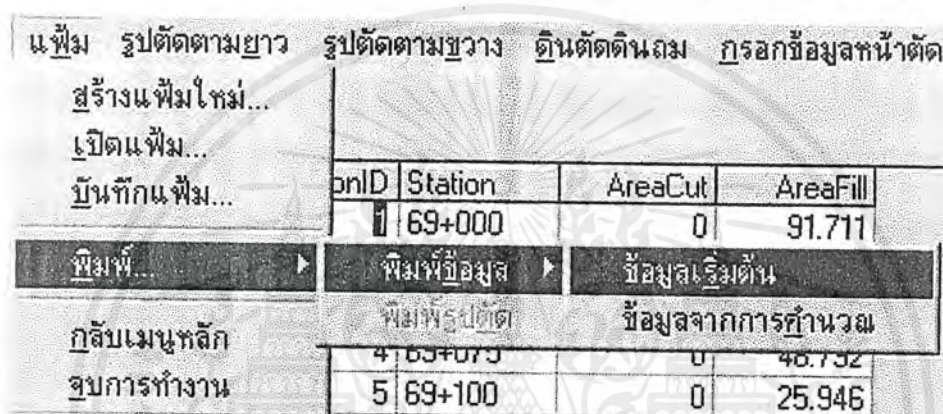 แฟ้ม รูปตัดตามยาว รูปตัดตามขวาง ดินตัดดินถม กรอกข้อมูลหน้าตัด
สร้างแฟ้มใหม่...
เปิดแฟ้ม...
บันทึกแฟ้ม...
onID Station AreaCut AreaFill
1 69+000 0 91.711
พิมพ์... พิมพ์ข้อมูล ข้อมูลเริ่มต้น
พิมพ์รูปตัด ข้อมูลจากการคำนวณ
กลับเมนูหลัก
4 69+075 0 48.732
จบการทำงาน 5 69+100 0 25.946